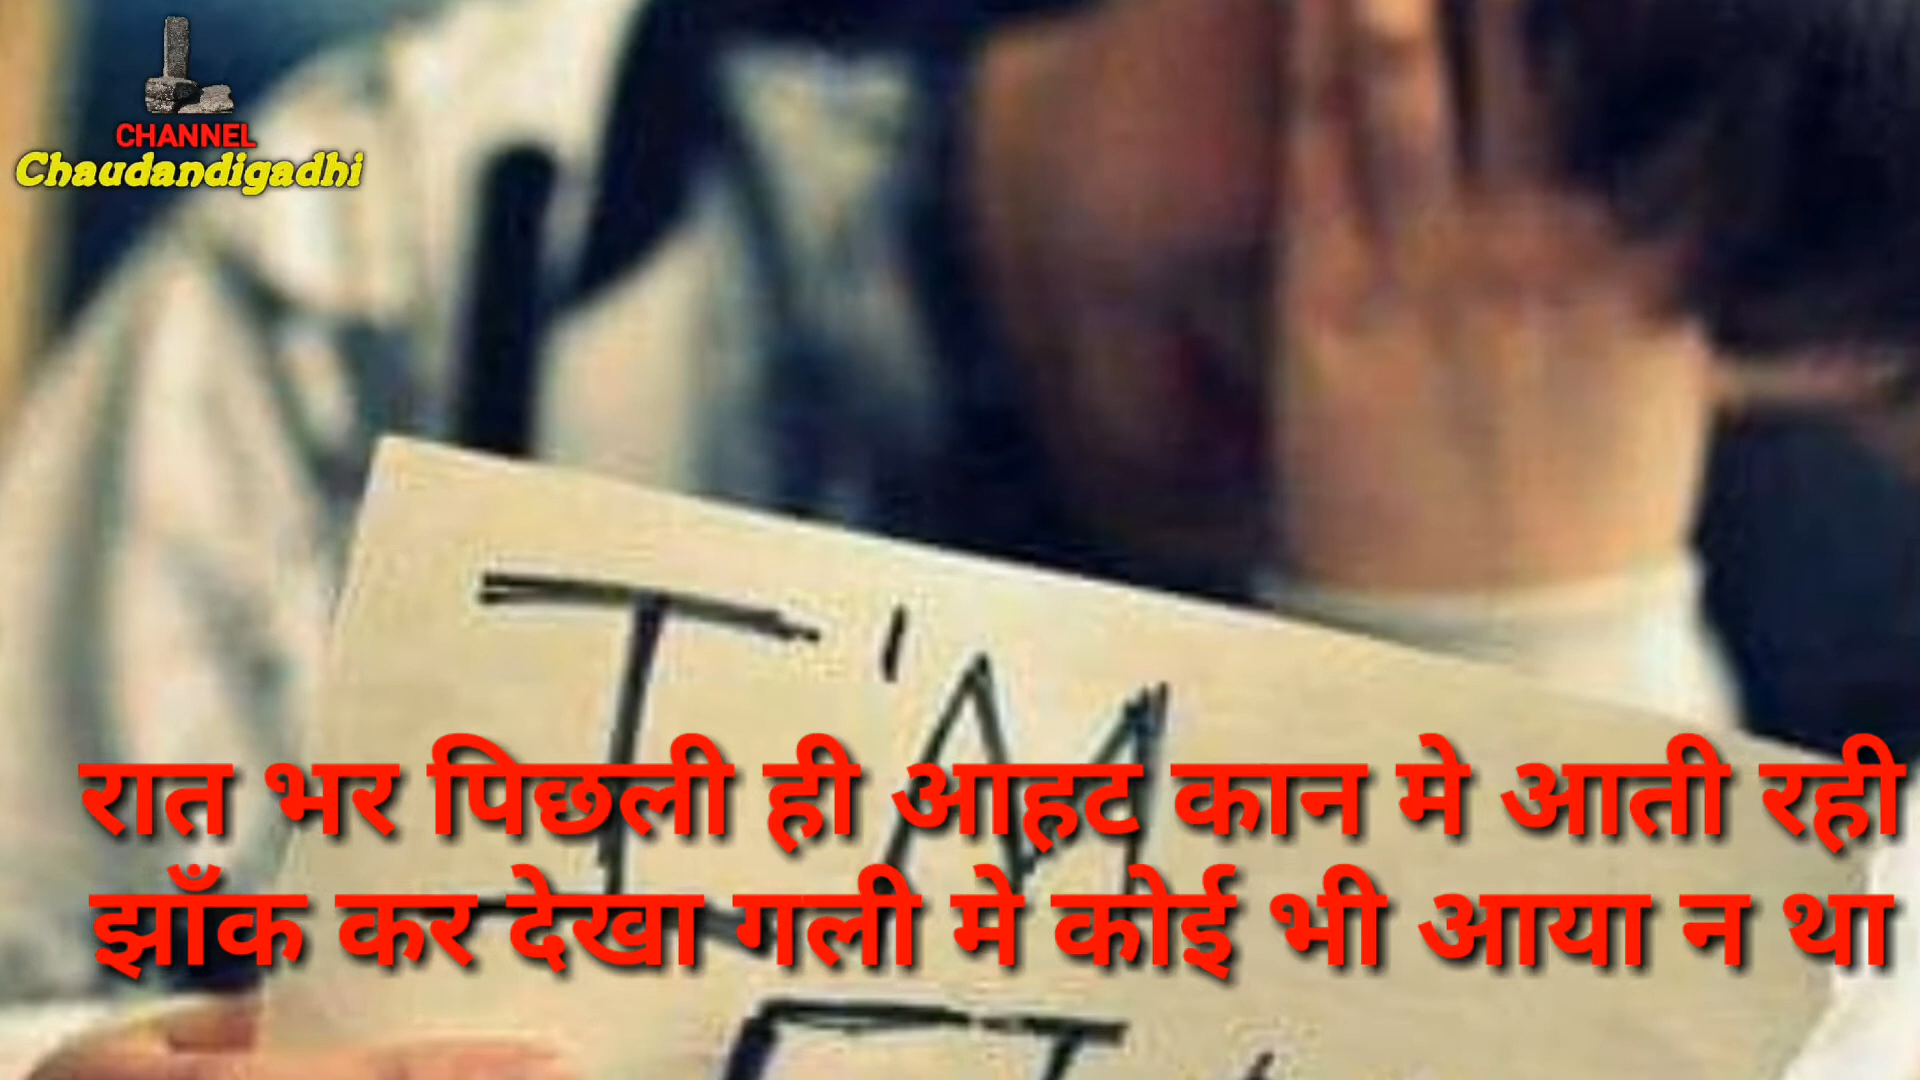 CHANNEL
Chaudandigadhi
I'M
रात भर पिछली ही आहट कान मे आती रही
झाँक कर देखा गली मे कोई भी आया न था